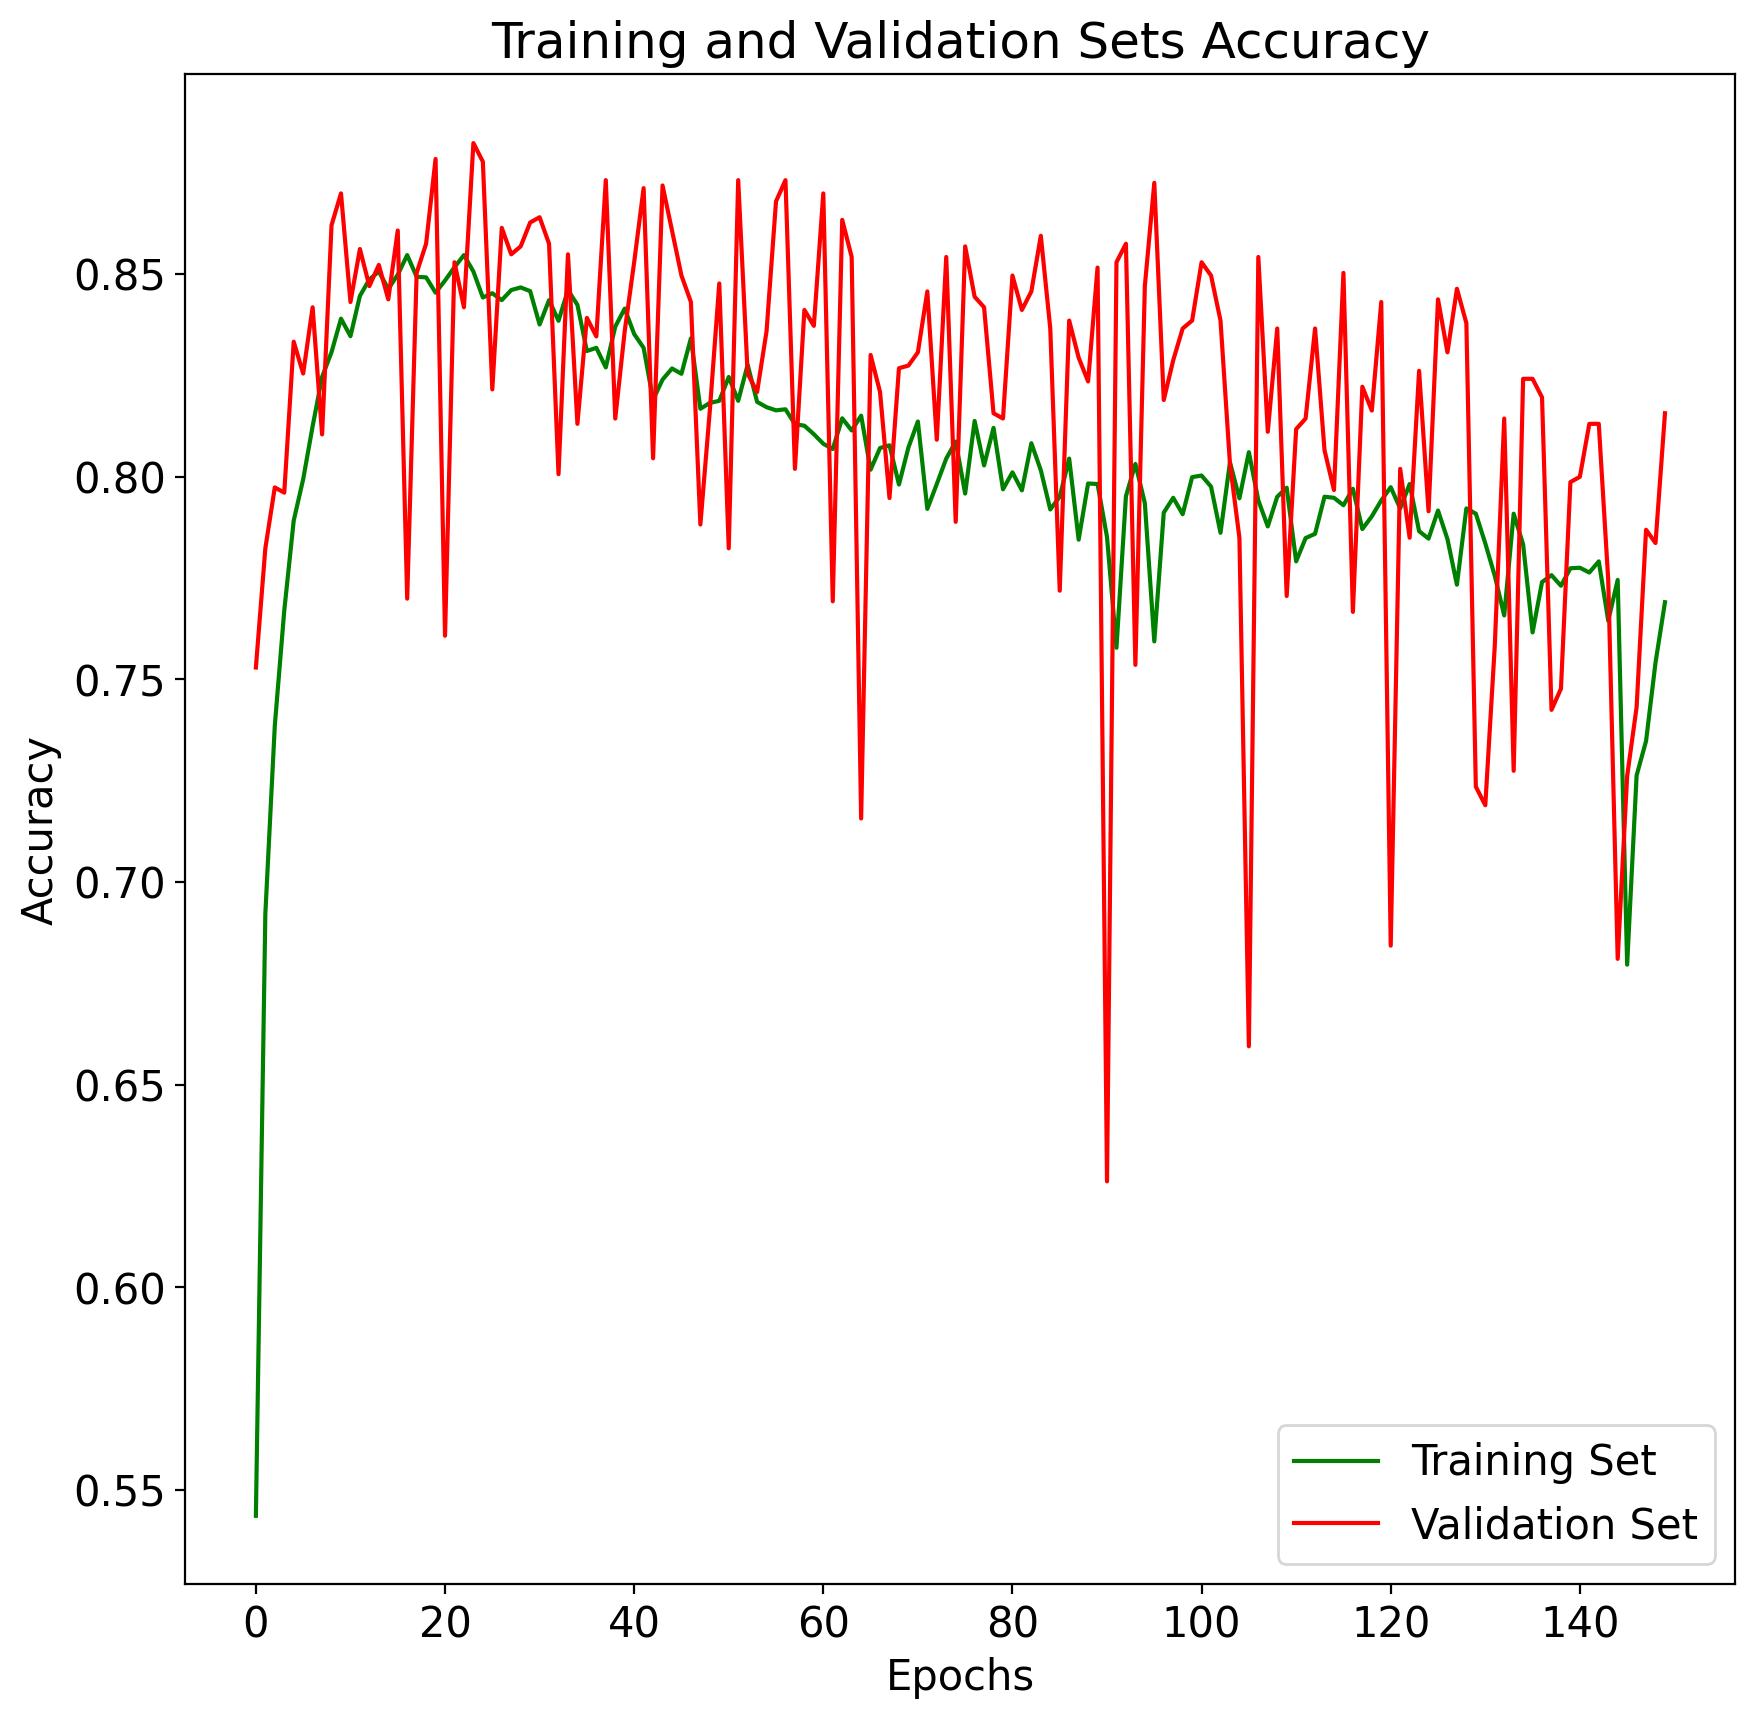 Training and Validation Sets Accuracy
0.85
0.80
0.75
0.70
0.65
0.60
0.55
Accuracy
Training Set
Validation Set
0 20 40 60 80 100 120 140
Epochs